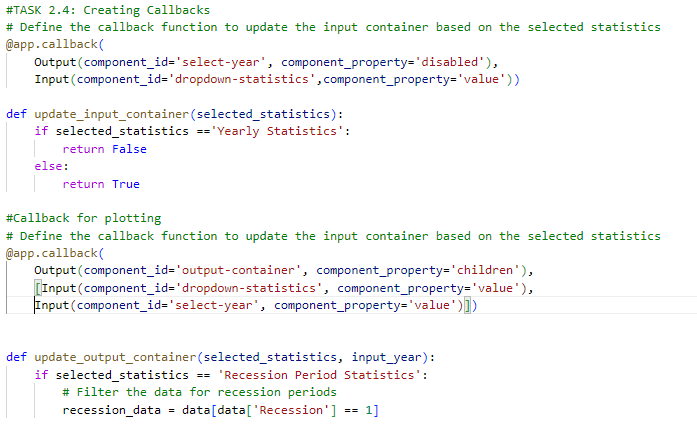 #TASK 2.4: Creating Callbacks
# Define the callback function to update the input container based on the selected statistics
@app.callback(
    Output(component_id='select-year', component_property='disabled'),
    Input(component_id='dropdown-statistics',component_property='value'))

def update_input_container(selected_statistics):
    if selected_statistics =='Yearly Statistics':
        return False
    else:
        return True

#Callback for plotting
# Define the callback function to update the input container based on the selected statistics
@app.callback(
    Output(component_id='output-container', component_property='children'),
    [Input(component_id='dropdown-statistics', component_property='value'),
    Input(component_id='select-year', component_property='value')])


def update_output_container(selected_statistics, input_year):
    if selected_statistics == 'Recession Period Statistics':
        # Filter the data for recession periods
        recession_data = data[data['Recession'] == 1]